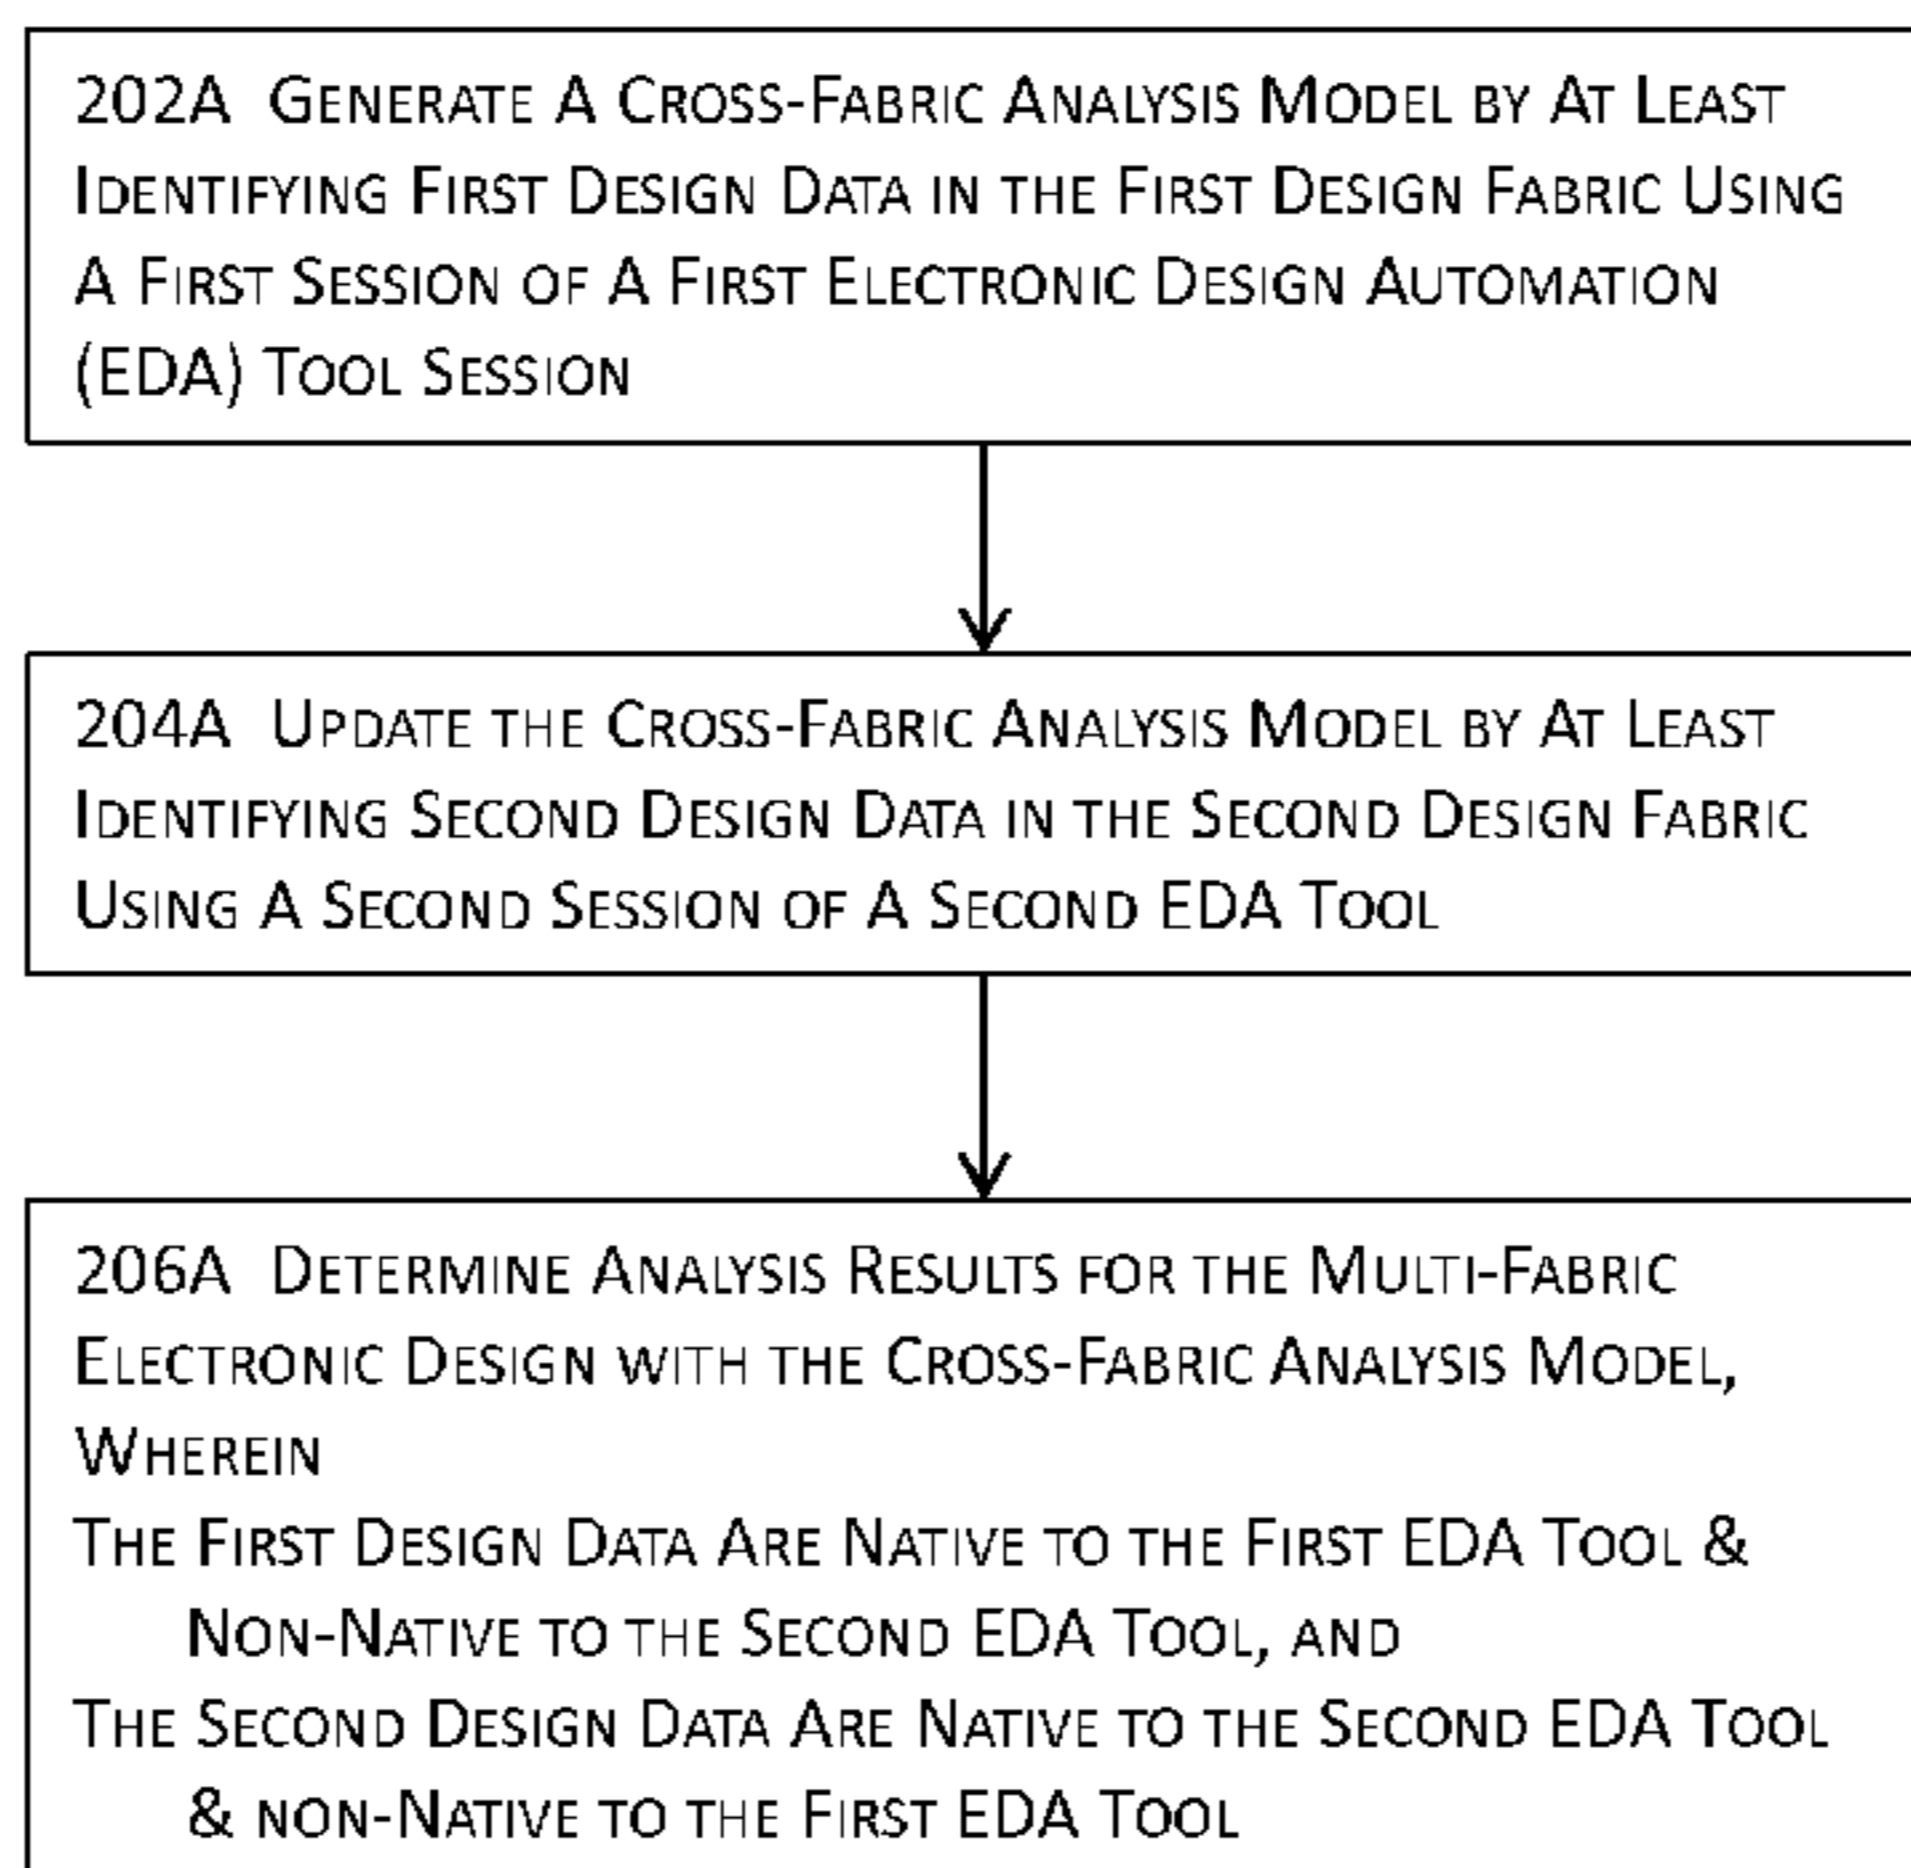 202A Generate A Cross-Fabric Analysis Model by At Least
Identifying First Design Data in the First Design Fabric Using
A First Session of A First Electronic Design Automation
(EDA) Tool Session
204A Update the Cross-Fabric Analysis Model by At Least
Identifying Second Design Data in the Second Design Fabric
Using A Second Session of A Second EDA Tool
206A Determine Analysis Results for the Multi-Fabric
Electronic Design with the Cross-Fabric Analysis Model,
Wherein
The First Design Data Are Native to the First EDA Tool &
Non-Native to the Second EDA Tool, and
The Second Design Data Are Native to the Second EDA Tool
& non-Native to the First EDA Tool